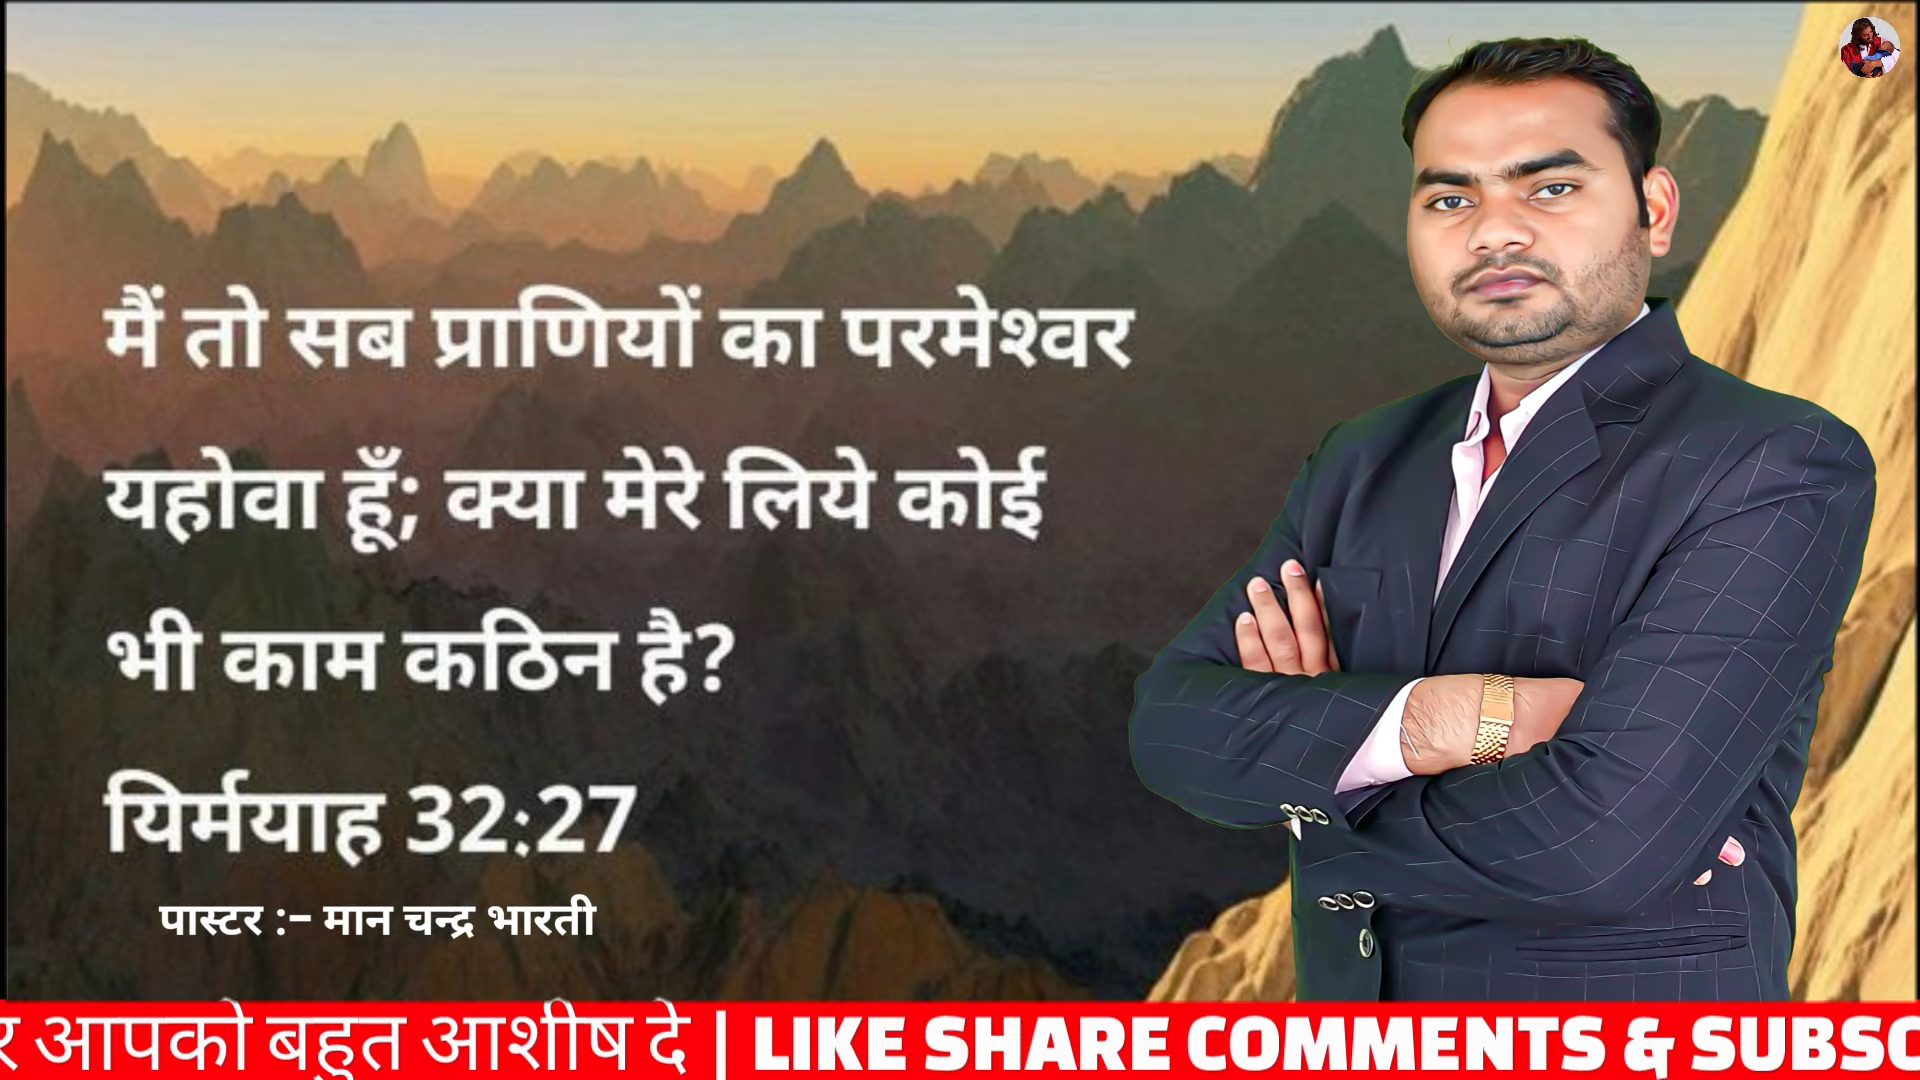 मैं तो सब प्राणियों का परमेश्वर
यहोवा हूँ; क्या मेरे लिये कोई
भी काम कठिन है?
यिर्मयाह 32:27
पास्टर :- मान चन्द्र भारती
र आपको बहुत आशीष दे | LIKE SHARE COMMENTS & SUBSC